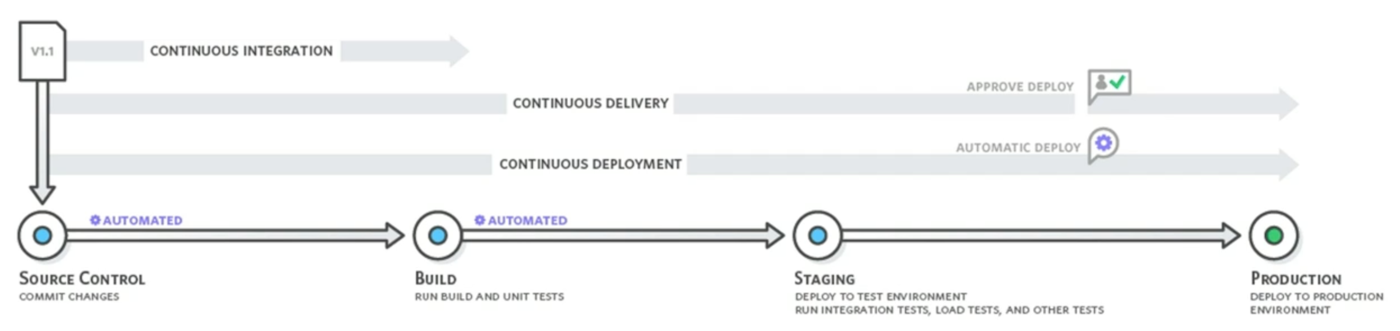 V1.1
CONTINUOUS INTEGRATION
APPROVE DEPLOY
CONTINUOUS DELIVERY
AUTOMATIC DEPLOY
CONTINUOUS DEPLOYMENT
AUTOMATED
AUTOMATED
SOURCE CONTROL
COMMIT CHANGES
BUILD
RUN BUILD AND UNIT TESTS
STAGING
DEPLOY TO TEST ENVIRONMENT
RUN INTEGRATION TESTS, LOAD TESTS, AND OTHER TESTS
PRODUCTION
DEPLOY TO PRODUCTION
ENVIRONMENT